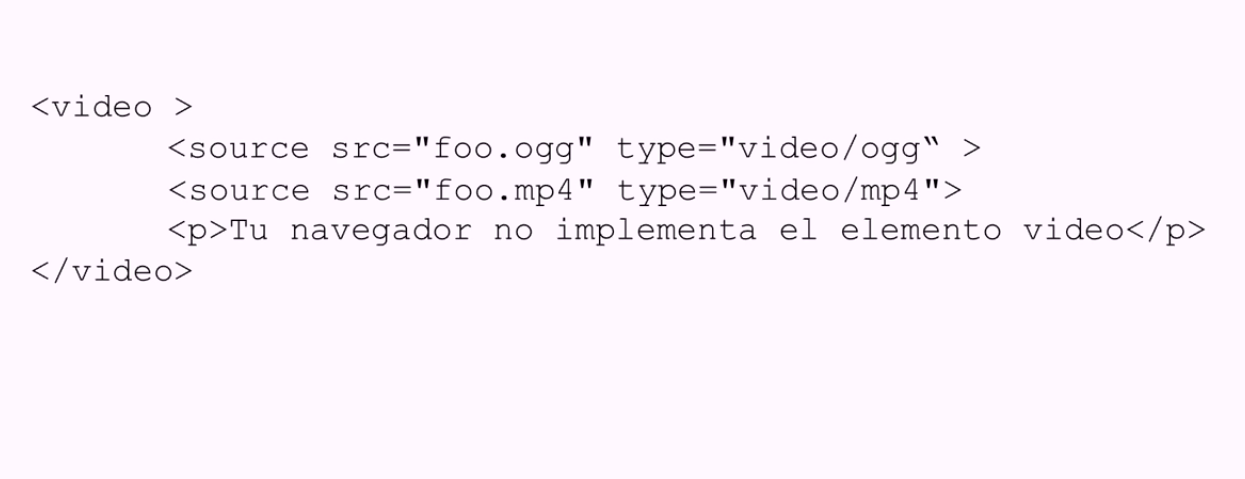 <video >
<source src="foo.ogg" type="video/ogg‟ >
<source src="foo.mp4" type="video/mp4">
<p>Tu navegador no implementa el elemento video</p>
</video>